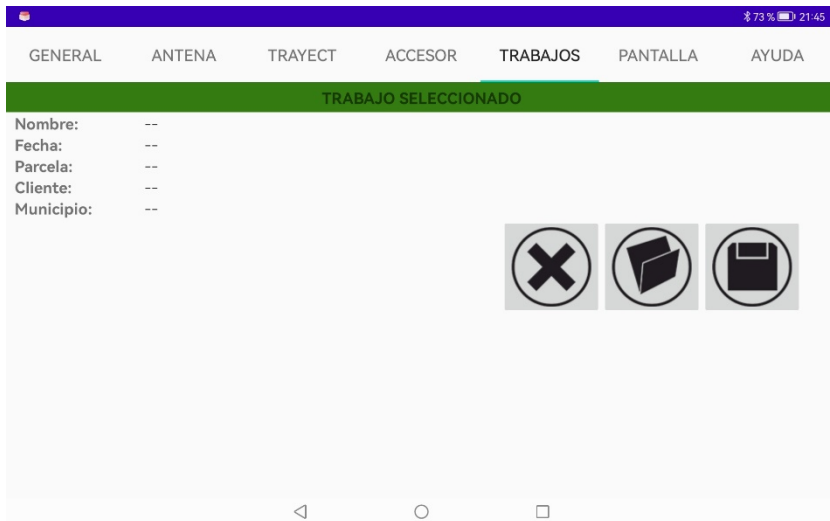 73 % 21:45
GENERAL ANTENA TRAYECT ACCESOR TRABAJOS PANTALLA AYUDA
TRABAJO SELECCIONADO
Nombre: --
Fecha: --
Parcela: --
Cliente: --
Municipio: --